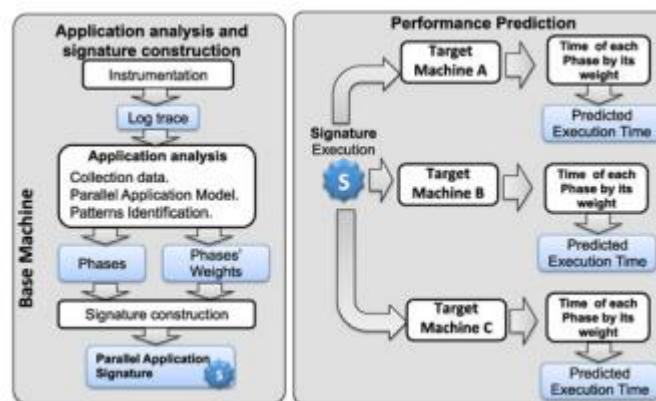 Application analysis and
signature construction
Instrumentation
Log trace
Application analysis
Collection data.
Parallel Application Model.
Patterns Identification.
Phases
Phases'
Weights
Signature construction
Parallel Application
Signature
S
Base Machine
Performance Prediction
Signature
Execution
S
Target
Machine A
Time of each
Phase by its
weight
Predicted
Execution Time
Target
Machine B
Time of each
Phase by its
weight
Predicted
Execution Time
Target
Machine C
Time of each
Phase by its
weight
Predicted
Execution Time